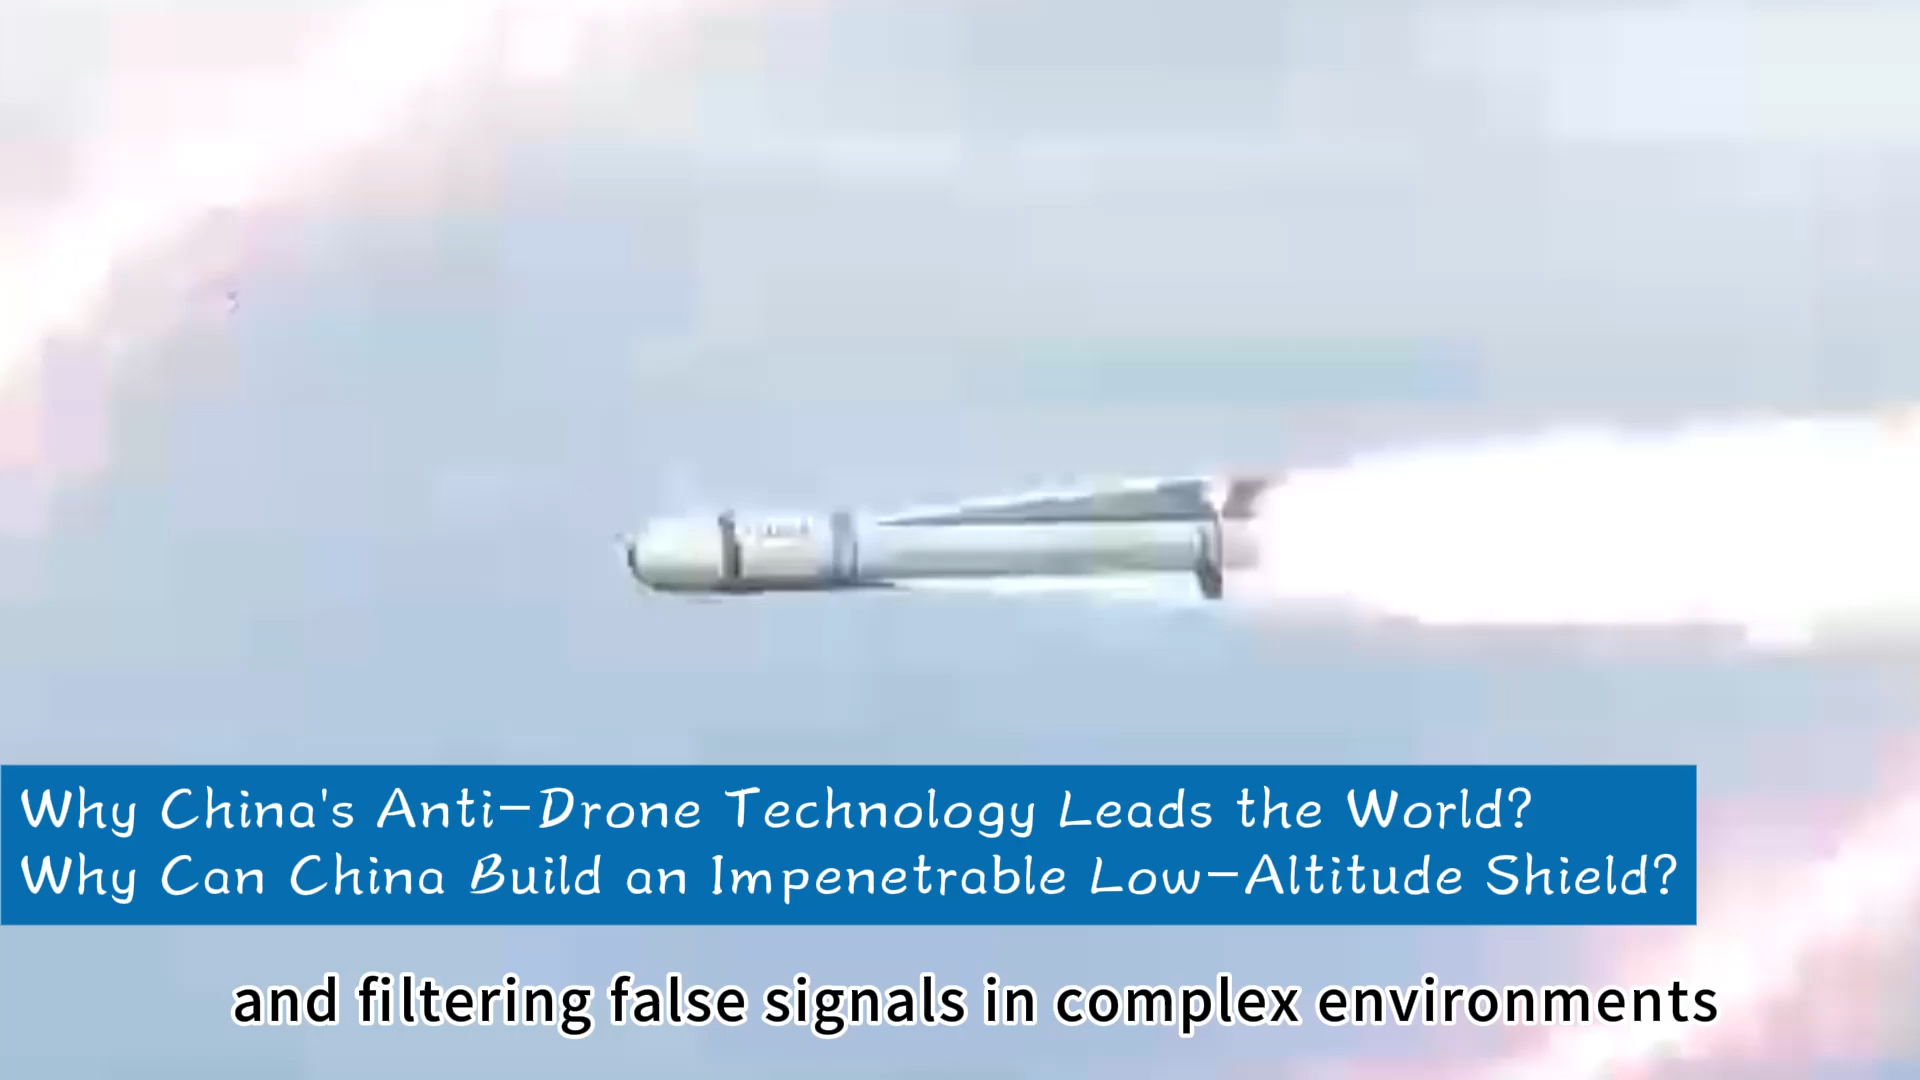 Why China's Anti-Drone Technology Leads the World?
Why Can China Build an Impenetrable Low-Altitude Shield?
and filtering false signals in complex environments